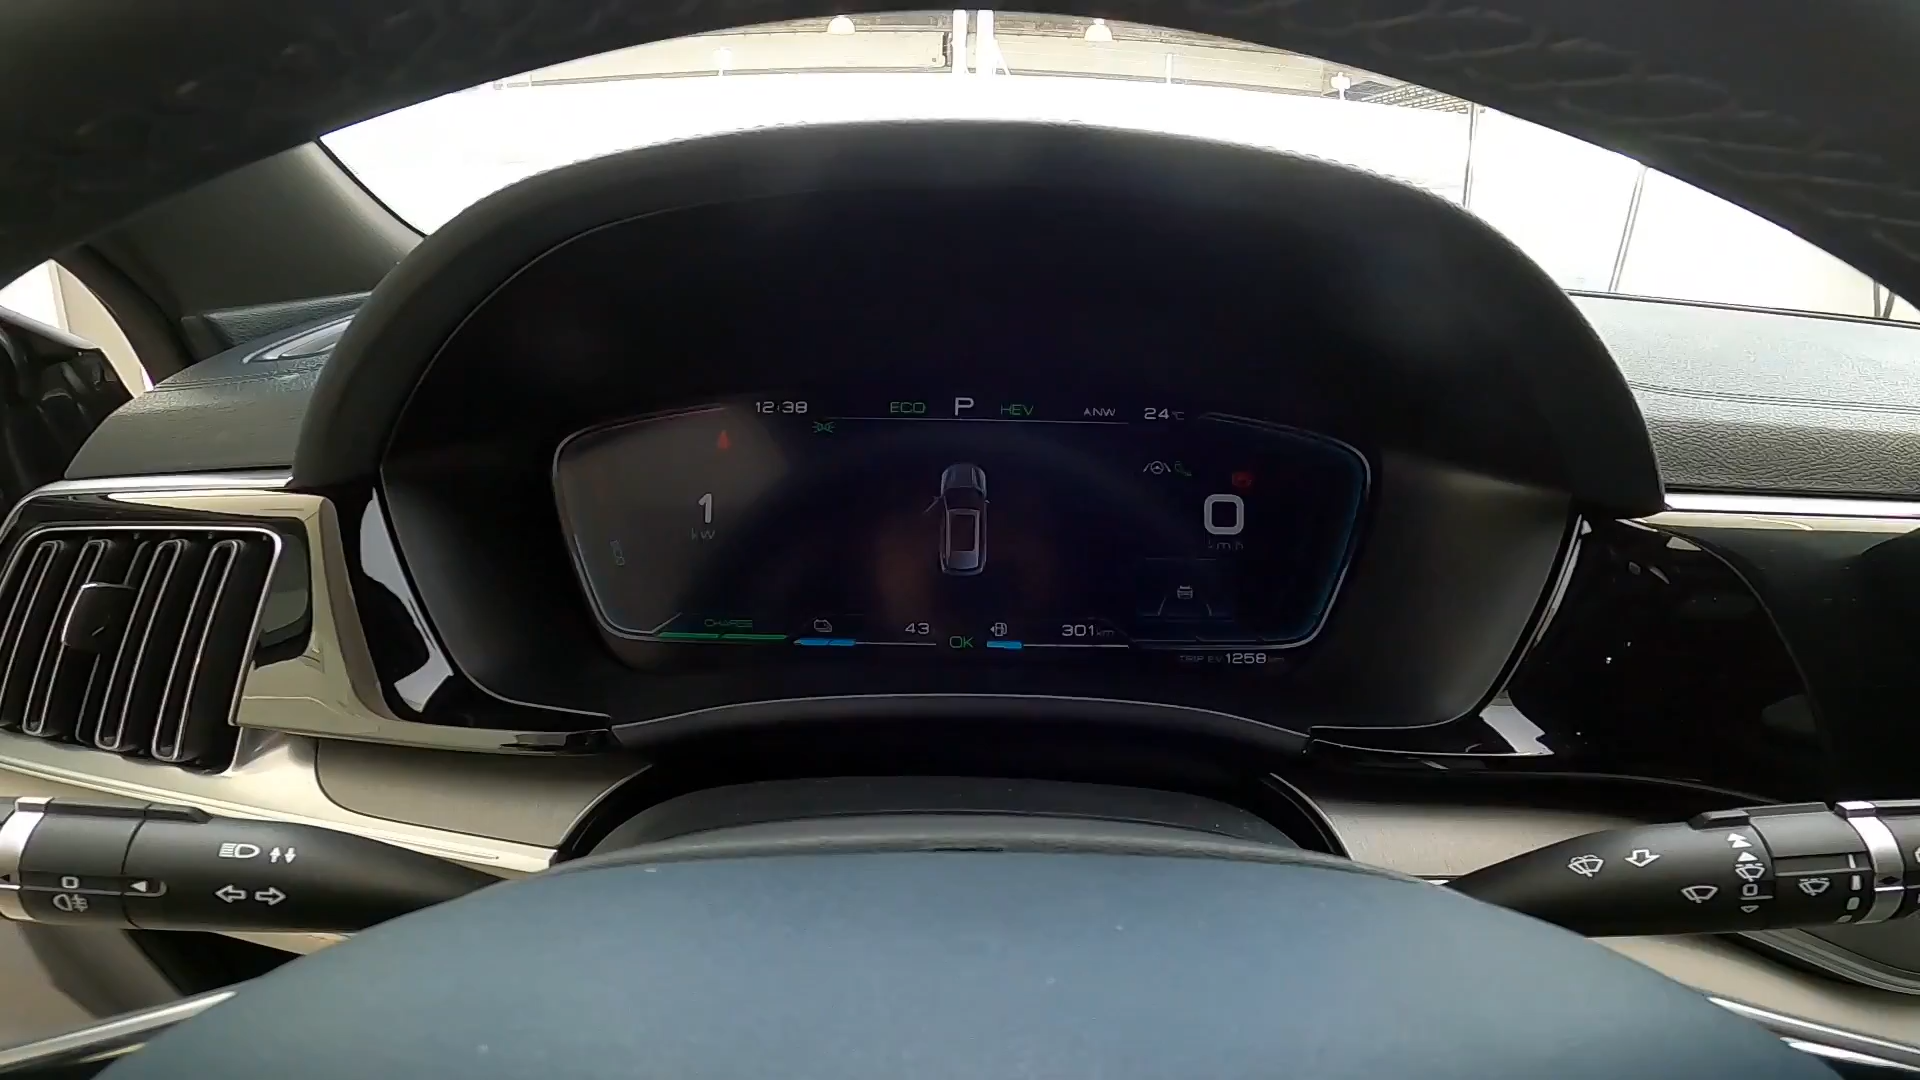 12:38 ECO P HEV ANW 24°C
1
kW
0
km/h
CHARGE 43 OK 301km
TRIP EV 1258